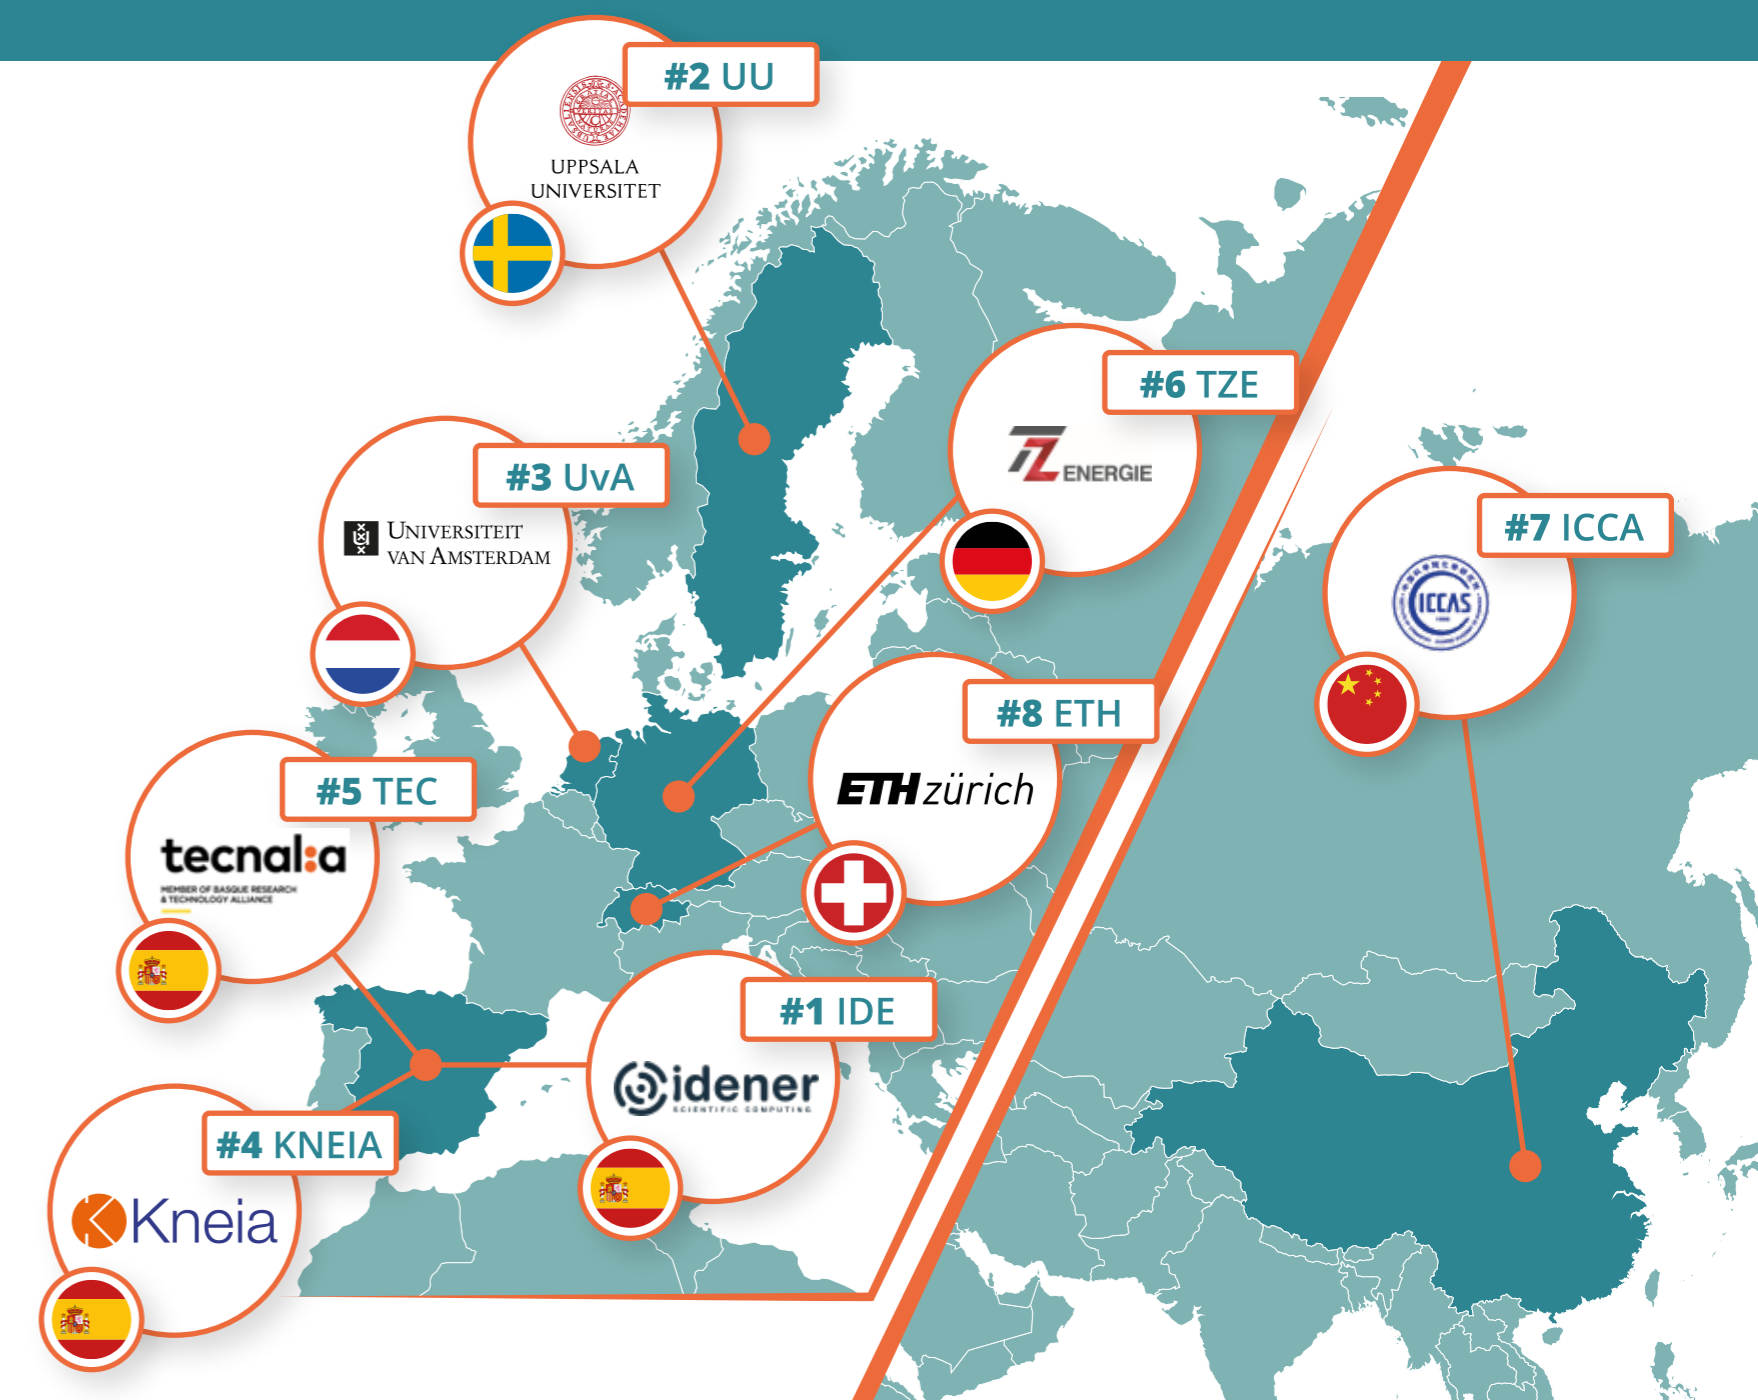 #2 UU
UPPSALA
UNIVERSITET
#6 TZE
TZ ENERGIE
#3 UvA
UNIVERSITEIT
VAN AMSTERDAM
#7 ICCA
ICCAS
#8 ETH
ETH zürich
#5 TEC
tecnal:a
MEMBER OF BASQUE RESEARCH
& TECHNOLOGY ALLIANCE
#1 IDE
idener
SCIENTIFIC COMPUTING
#4 KNEIA
Kneia